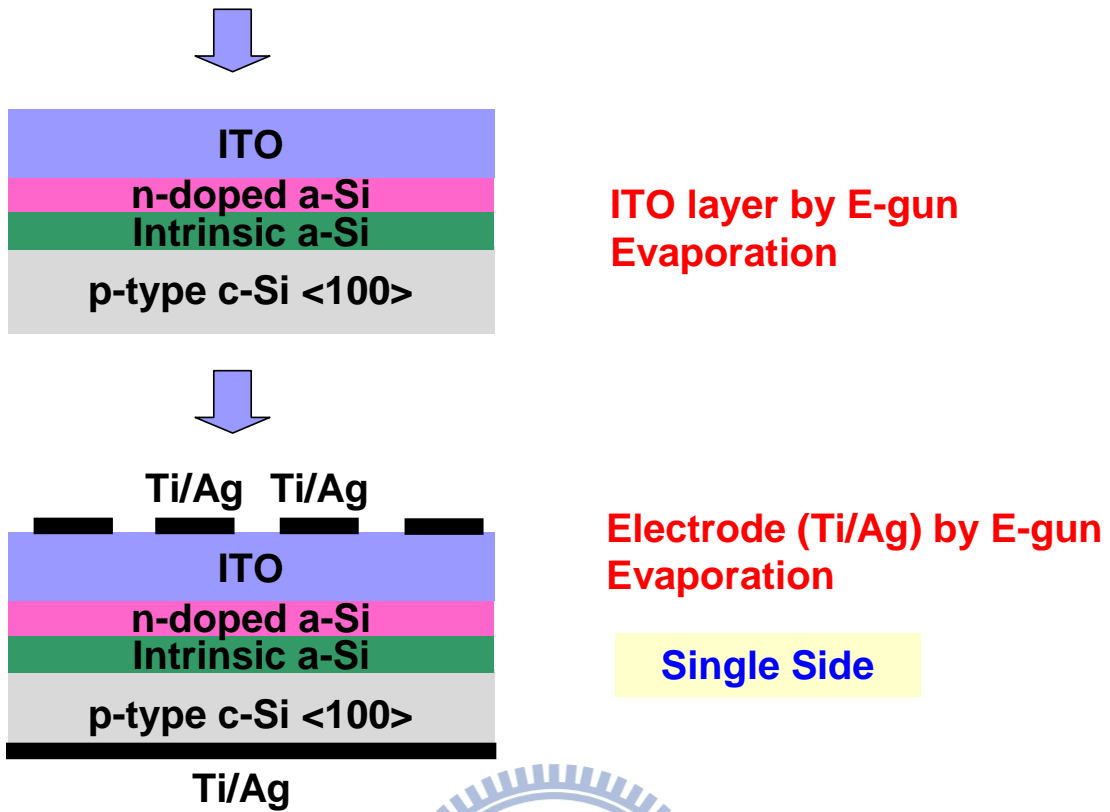 ITO
n-doped a-Si
Intrinsic a-Si
p-type c-Si <100>
ITO layer by E-gun
Evaporation
Ti/Ag Ti/Ag
ITO
n-doped a-Si
Intrinsic a-Si
p-type c-Si <100>
Ti/Ag
Electrode (Ti/Ag) by E-gun
Evaporation
Single Side